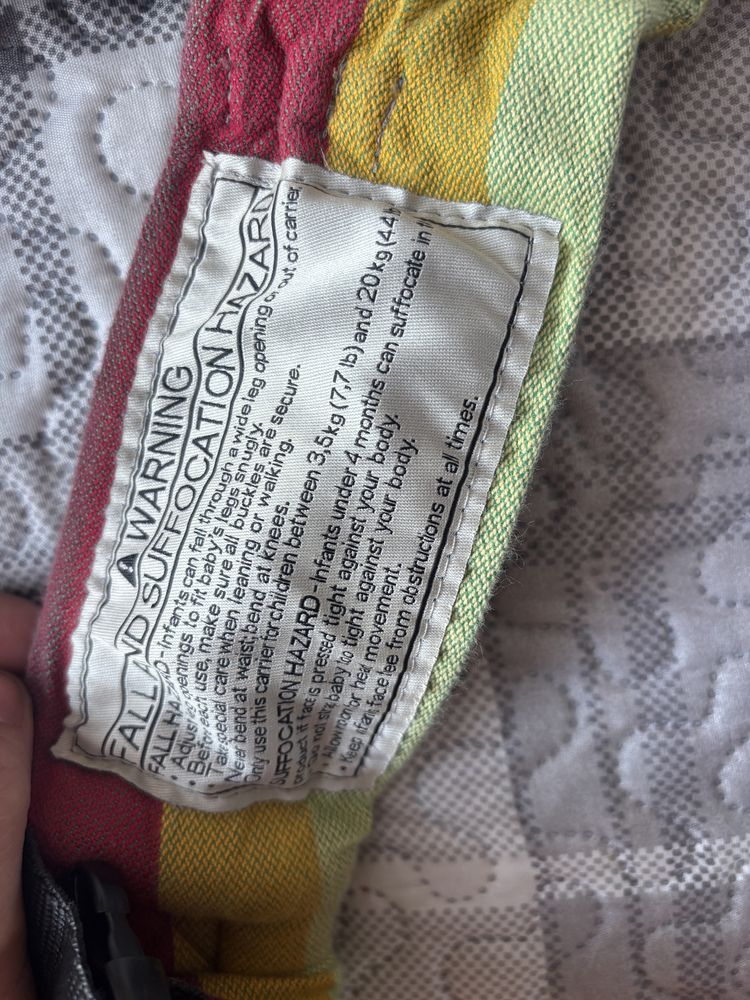 ⚠ WARNING
FALL AND SUFFOCATION HAZARD
FALL HAZARD - Infants can fall through a wide leg opening or out of carrier.
• Adjust leg openings to fit baby's legs snugly.
• Before each use, make sure all buckles are secure.
• Take special care when leaning or walking.
• Never bend at waist, bend at knees.
Only use this carrier for children between 3,5kg (7,7 lb) and 20kg (44
SUFFOCATION HAZARD - Infants under 4 months can suffocate in
product if face is pressed tight against your body.
• Do not strap baby too tight against your body.
• Allow room for head movement.
• Keep infant's face free from obstructions at all times.